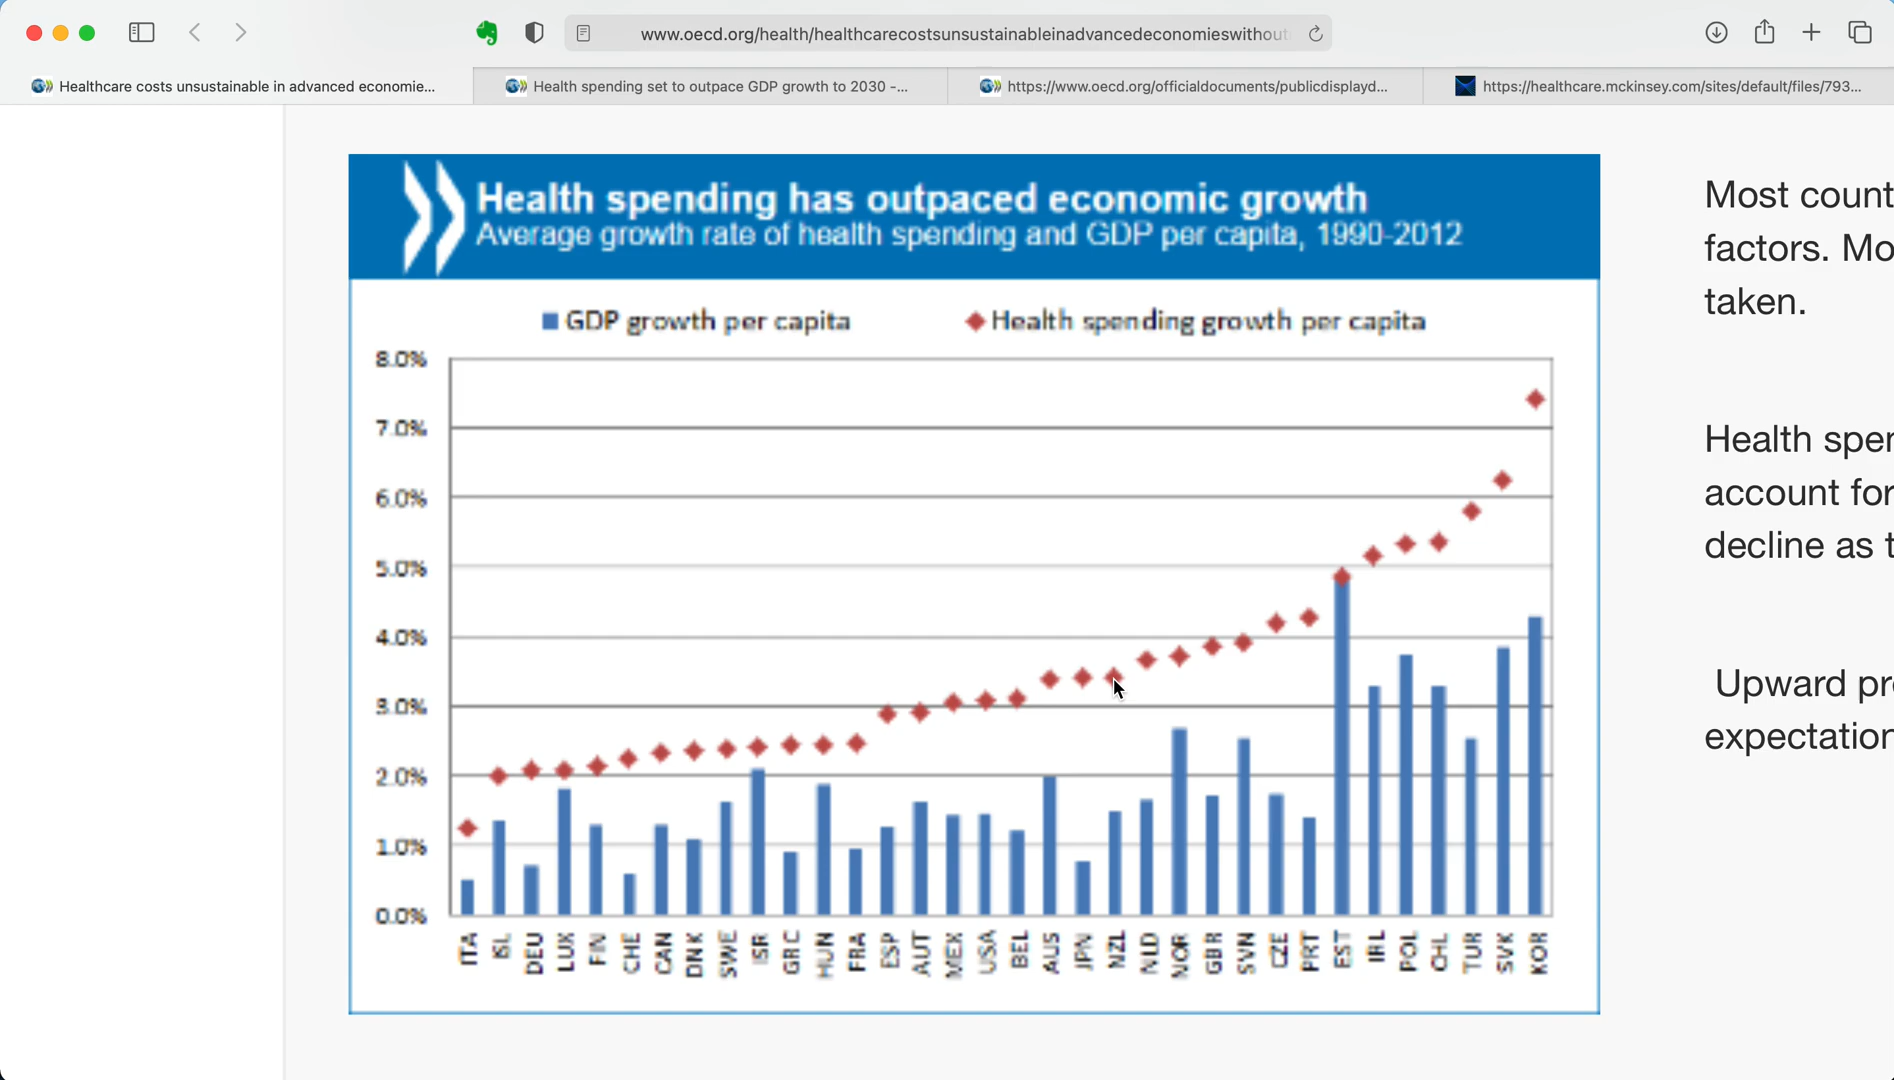 www.oecd.org/health/healthcarecostsunsustainableinadvancedeconomieswithout
Healthcare costs unsustainable in advanced economie...
Health spending set to outpace GDP growth to 2030 -...
https://www.oecd.org/officialdocuments/publicdisplayd...
https://healthcare.mckinsey.com/sites/default/files/793...
Health spending has outpaced economic growth
Average growth rate of health spending and GDP per capita, 1990-2012
GDP growth per capita
Health spending growth per capita
8.0%
7.0%
6.0%
5.0%
4.0%
3.0%
2.0%
1.0%
0.0%
ITA
ISL
DEU
LUX
FIN
CHE
CAN
DNK
SWE
ISR
GRC
HUN
FRA
ESP
AUT
MEX
USA
BEL
AUS
JPN
NZL
NLD
NOR
GBR
SVN
CZE
PRT
EST
IRL
POL
CHL
TUR
SVK
KOR
Most count
factors. Mo
taken.
Health spen
account for
decline as t
Upward pr
expectation